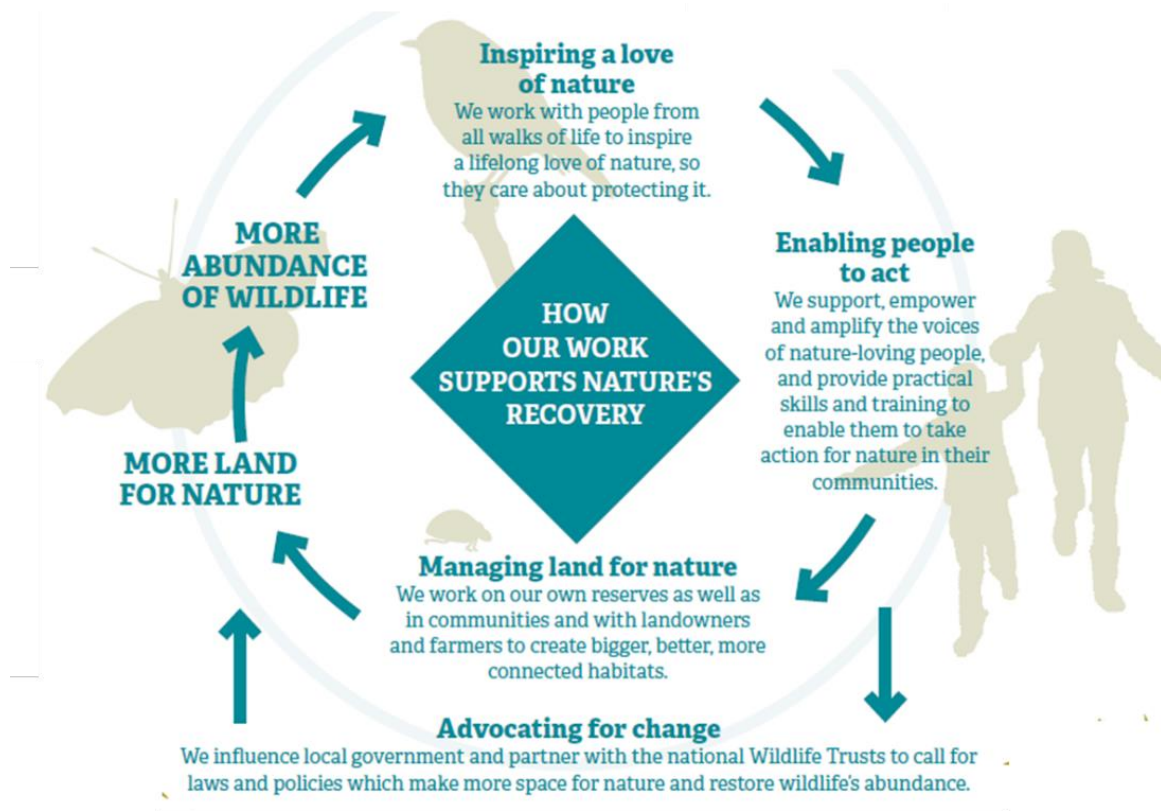 Inspiring a love
of nature
We work with people from
all walks of life to inspire
a lifelong love of nature, so
they care about protecting it.
Enabling people
to act
We support, empower
and amplify the voices
of nature-loving people,
and provide practical
skills and training to
enable them to take
action for nature in their
communities.
Managing land for nature
We work on our own reserves as well as
in communities and with landowners
and farmers to create bigger, better, more
connected habitats.
Advocating for change
We influence local government and partner with the national Wildlife Trusts to call for
laws and policies which make more space for nature and restore wildlife's abundance.
MORE LAND
FOR NATURE
MORE
ABUNDANCE
OF WILDLIFE
HOW
OUR WORK
SUPPORTS NATURE'S
RECOVERY